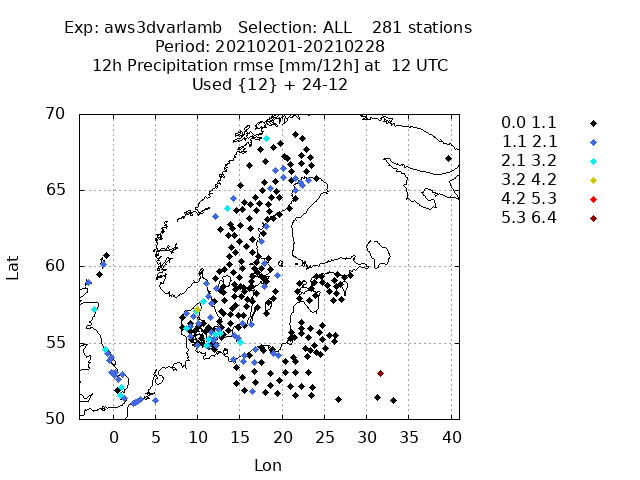 Exp: aws3dvarlamb   Selection: ALL    281 stations
Period: 20210201-20210228
12h Precipitation rmse [mm/12h] at  12 UTC
Used {12} + 24-12
70
65
60
55
50
Lat
0 5 10 15 20 25 30 35 40
Lon
0.0 1.1
1.1 2.1
2.1 3.2
3.2 4.2
4.2 5.3
5.3 6.4